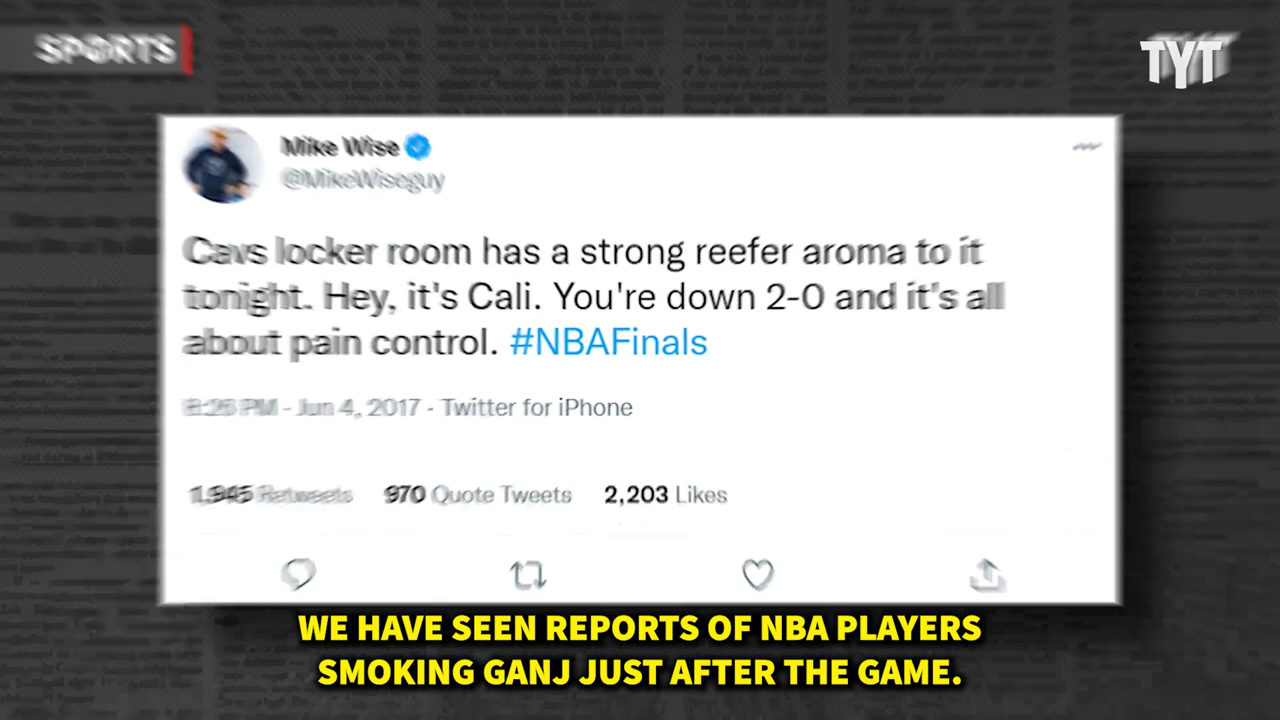 SPORTS
TYT
Mike Wise
@MikeWiseguy
Cavs locker room has a strong reefer aroma to it
tonight. Hey, it's Cali. You're down 2-0 and it's all
about pain control. #NBAFinals
8:26 PM - Jun 4, 2017 - Twitter for iPhone
1,945 Retweets 970 Quote Tweets 2,203 Likes
WE HAVE SEEN REPORTS OF NBA PLAYERS
SMOKING GANJ JUST AFTER THE GAME.